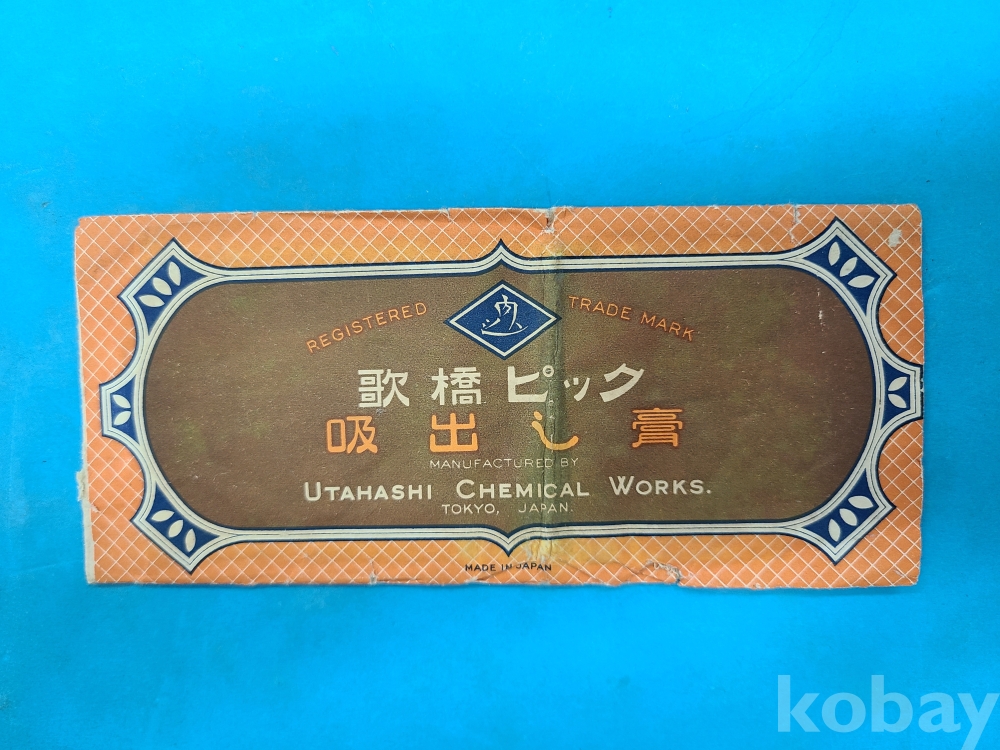 REGISTERED TRADE MARK
歌橋ピック
吸出し膏
MANUFACTURED BY
UTAHASHI CHEMICAL WORKS.
TOKYO, JAPAN.
MADE IN JAPAN
kobay